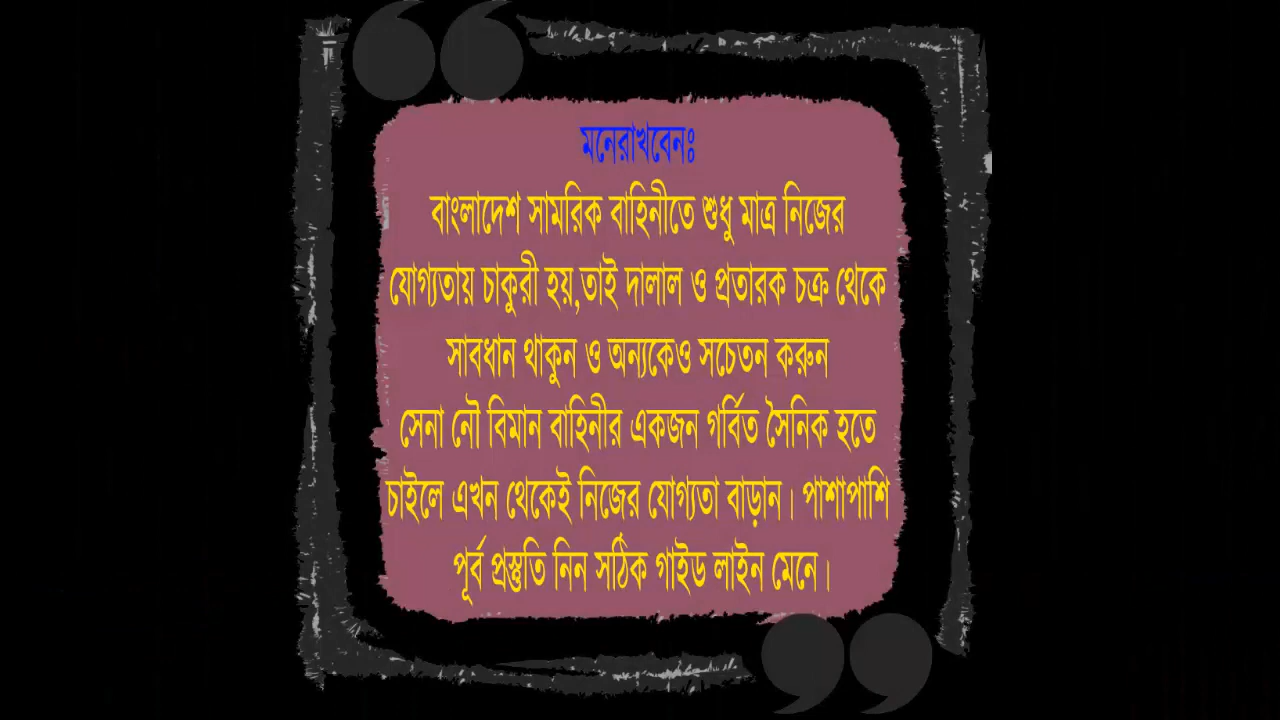 মনেরাখবেনঃ
বাংলাদেশ সামরিক বাহিনীতে শুধু মাত্র নিজের
যোগ্যতায় চাকুরী হয়,তাই দালাল ও প্রতারক চক্র থেকে
সাবধান থাকুন ও অন্যকেও সচেতন করুন
সেনা নৌ বিমান বাহিনীর একজন গর্বিত সৈনিক হতে
চাইলে এখন থেকেই নিজের যোগ্যতা বাড়ান। পাশাপাশি
পূর্ব প্রস্তুতি নিন সঠিক গাইড লাইন মেনে।